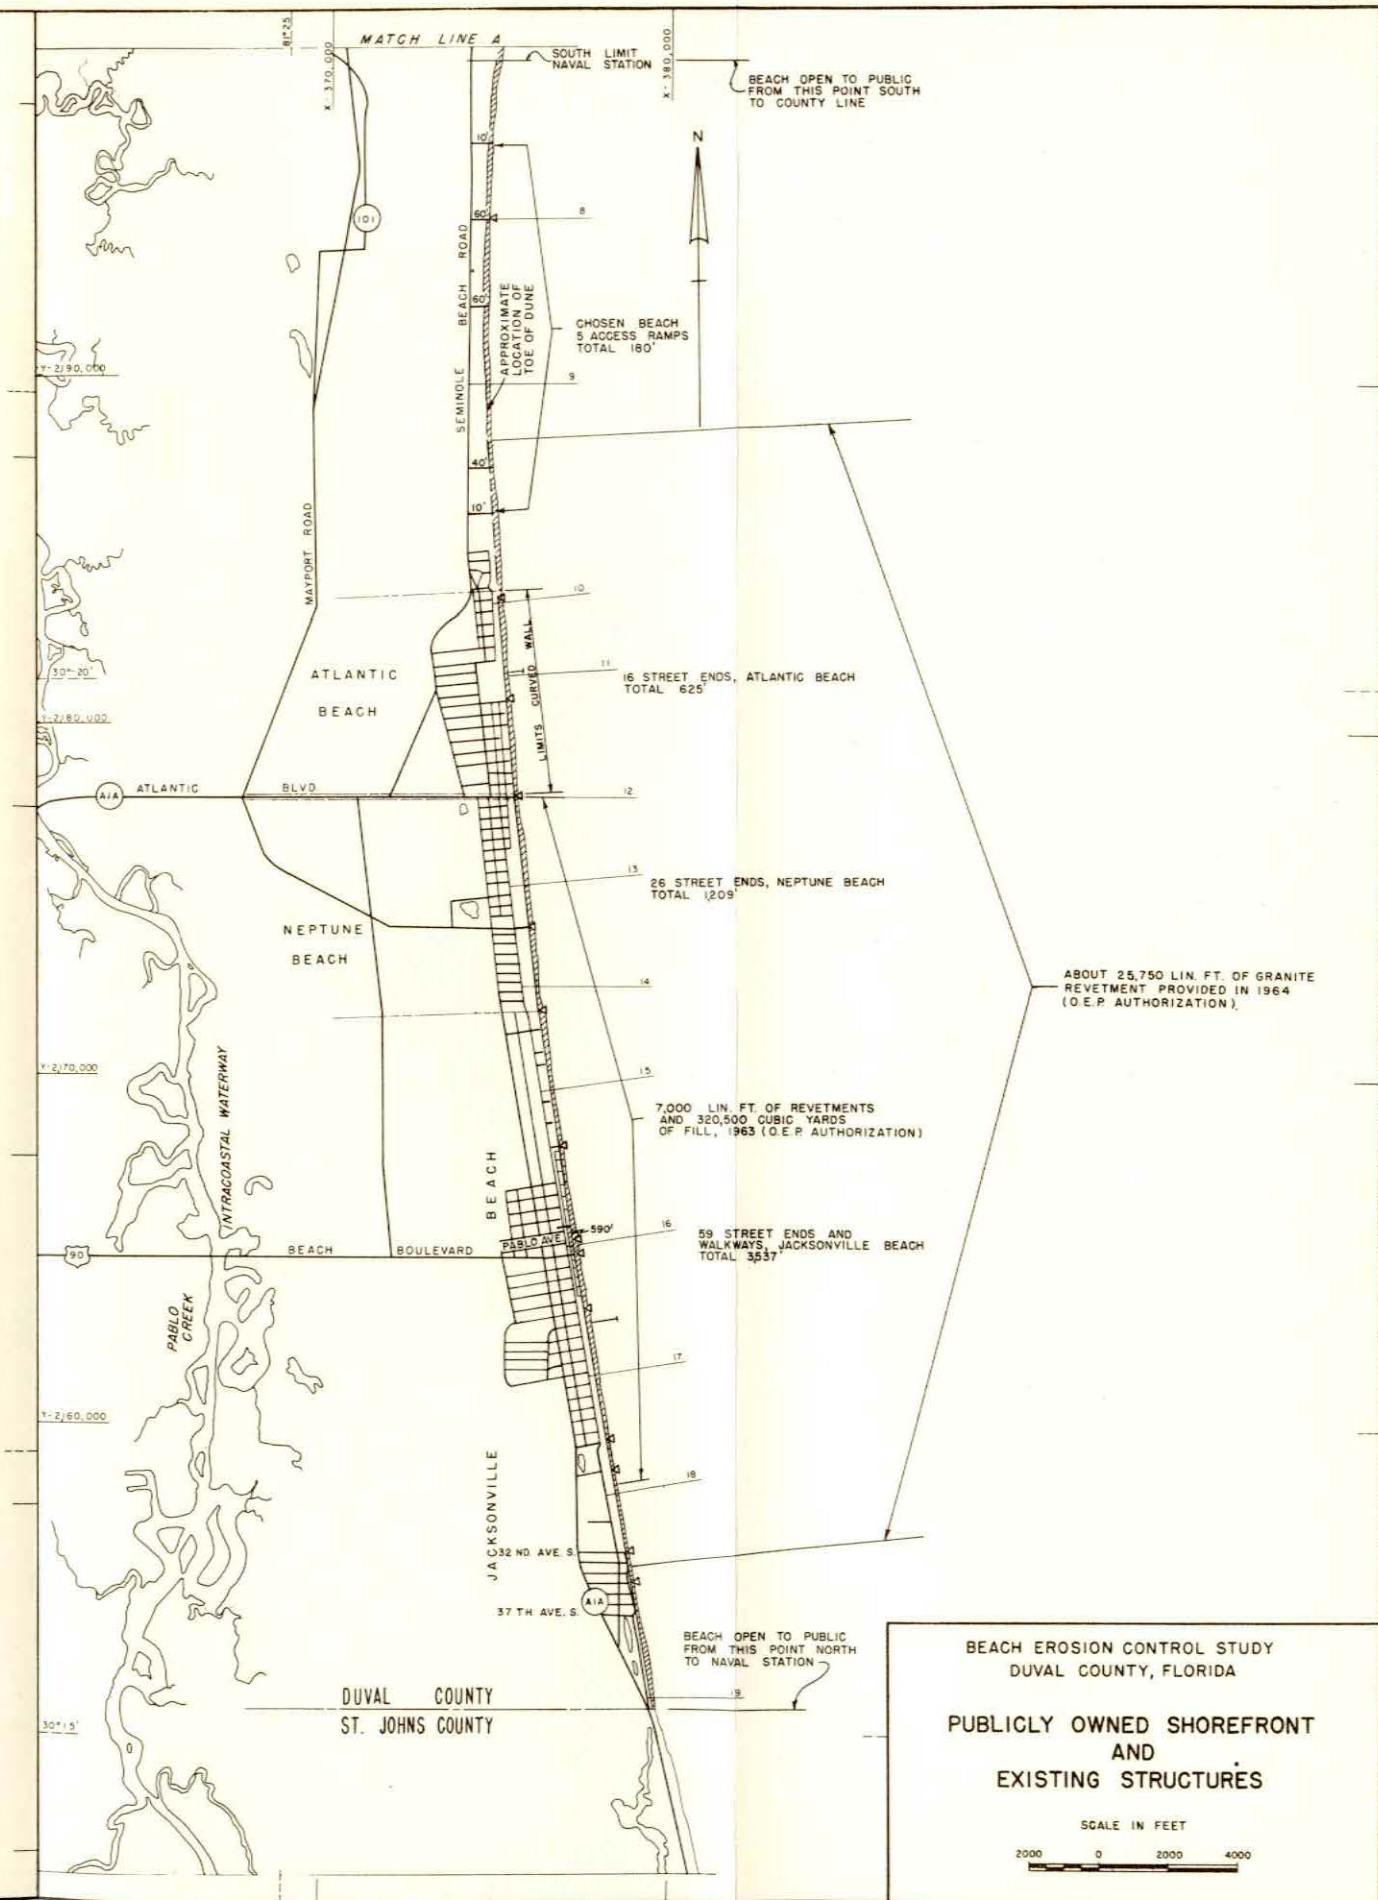 MATCH LINE A
81°25
X-370,000
X-380,000
SOUTH LIMIT
NAVAL STATION
BEACH OPEN TO PUBLIC
FROM THIS POINT SOUTH
TO COUNTY LINE
N
10'
101
60'
8
SEMINOLE BEACH ROAD
60'
APPROXIMATE
LOCATION OF
TOE OF DUNE
CHOSEN BEACH
5 ACCESS RAMPS
TOTAL 180'
Y-2,190,000
9
40'
10'
MAYPORT ROAD
10
LIMITS CURVED WALL
11
30°-20'
ATLANTIC
BEACH
16 STREET ENDS, ATLANTIC BEACH
TOTAL 625'
Y-2,180,000
A1A
ATLANTIC BLVD
12
13
26 STREET ENDS, NEPTUNE BEACH
TOTAL 1,209'
NEPTUNE
BEACH
14
ABOUT 25,750 LIN. FT. OF GRANITE
REVETMENT PROVIDED IN 1964
(O.E.P. AUTHORIZATION).
Y-2,170,000
INTRACOASTAL WATERWAY
15
7,000 LIN. FT. OF REVETMENTS
AND 320,500 CUBIC YARDS
OF FILL, 1963 (O.E.P. AUTHORIZATION)
JACKSONVILLE BEACH
590'
16
59 STREET ENDS AND
WALKWAYS, JACKSONVILLE BEACH
TOTAL 3,537'
PABLO AVE
90
BEACH BOULEVARD
PABLO
CREEK
17
Y-2,160,000
18
32 ND. AVE. S.
A1A
37 TH AVE. S.
BEACH OPEN TO PUBLIC
FROM THIS POINT NORTH
TO NAVAL STATION
19
DUVAL COUNTY
ST. JOHNS COUNTY
30°15'
BEACH EROSION CONTROL STUDY
DUVAL COUNTY, FLORIDA
PUBLICLY OWNED SHOREFRONT
AND
EXISTING STRUCTURES
SCALE IN FEET
2000 0 2000 4000